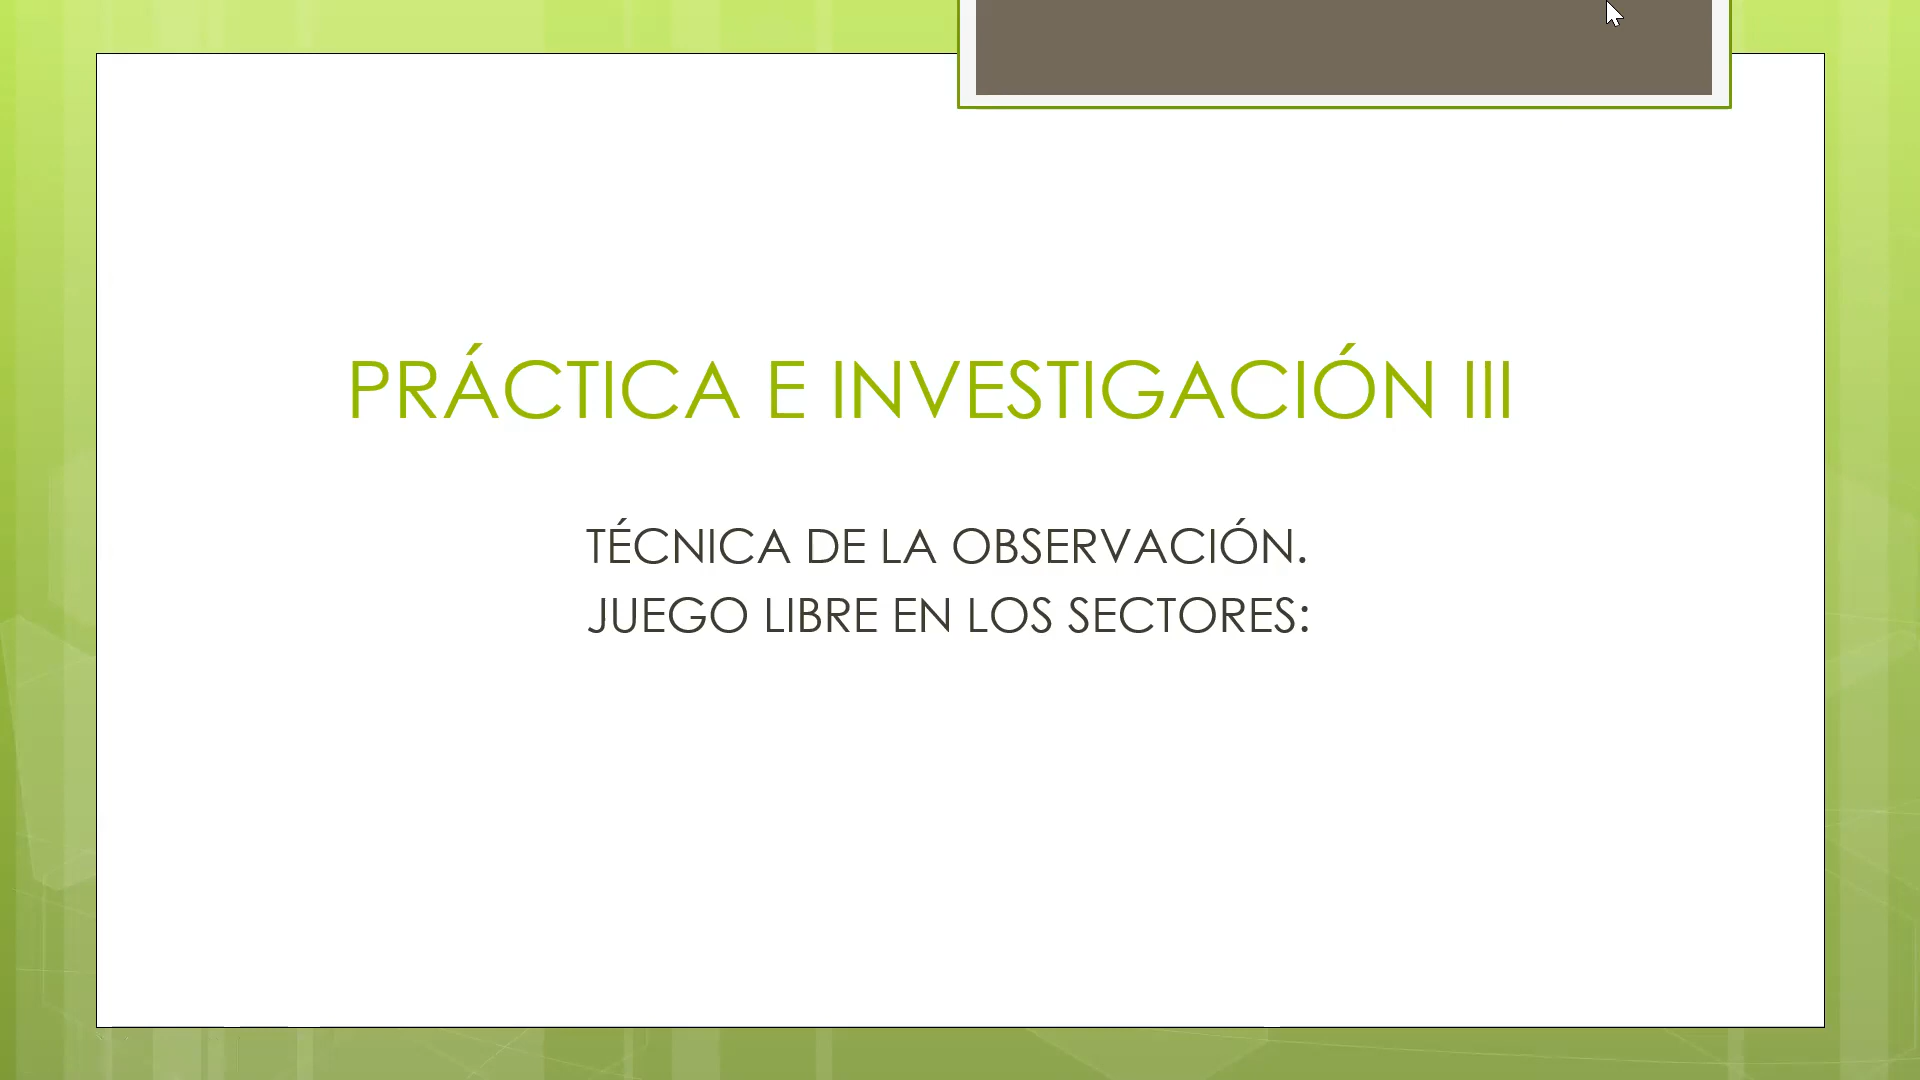 PRÁCTICA E INVESTIGACIÓN III
TÉCNICA DE LA OBSERVACIÓN.
JUEGO LIBRE EN LOS SECTORES: